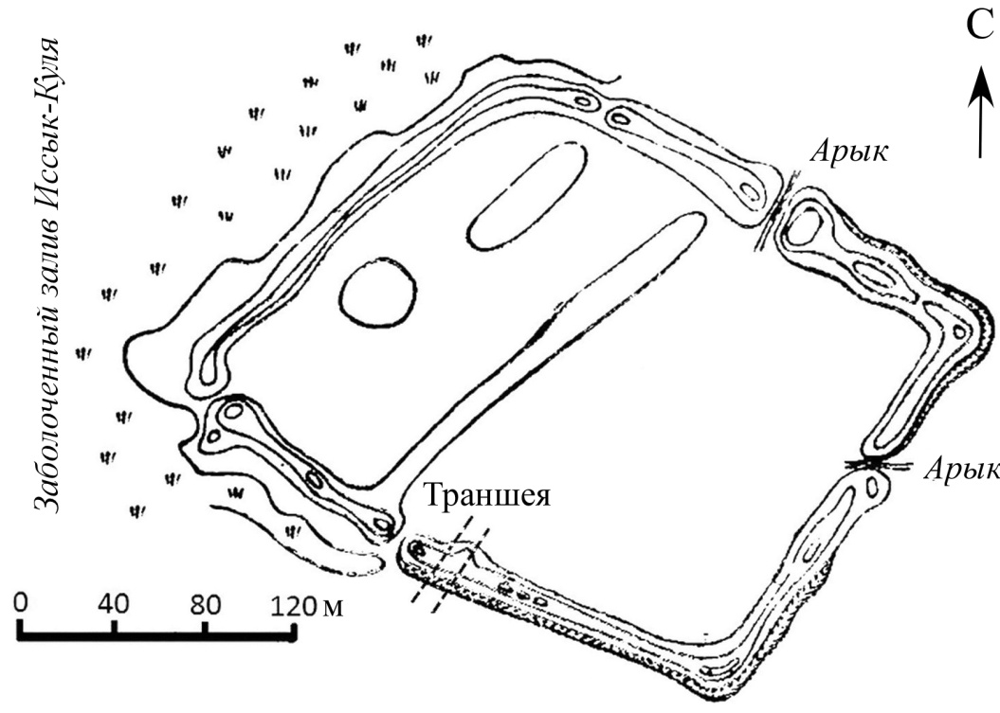 С
Заболоченный залив Иссык-Куля
Арык
Арык
Траншея
0 40 80 120 м